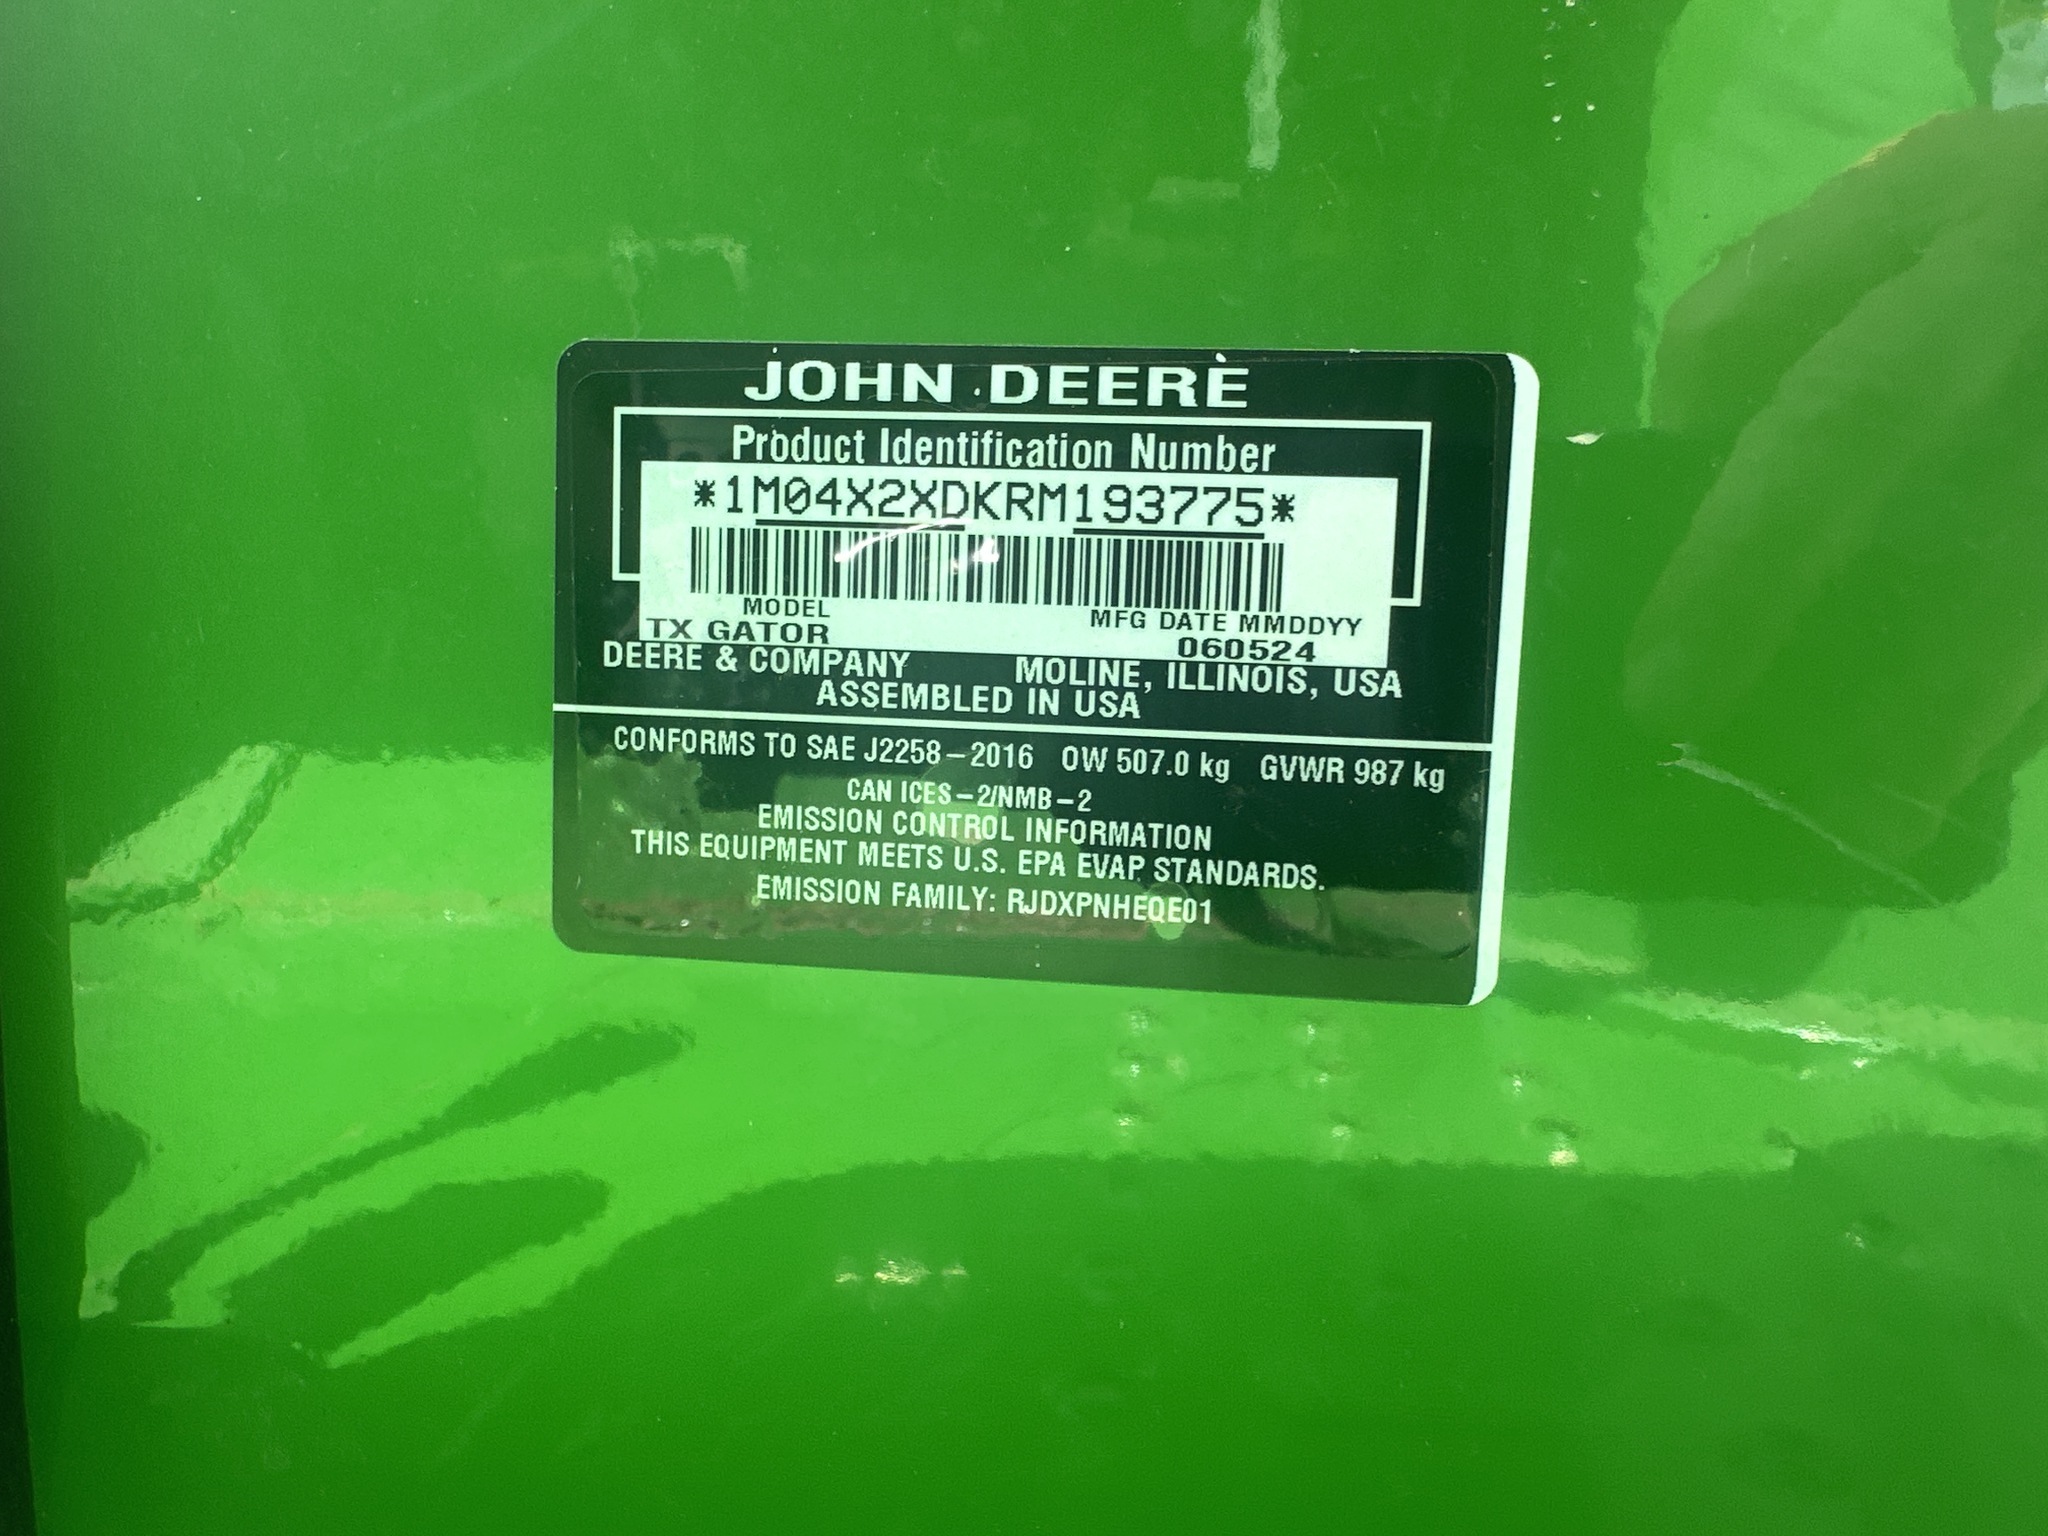 JOHN DEERE
Product Identification Number
*1M04X2XDKRM193775*
MODEL MFG DATE MMDDYY
TX GATOR 060524
DEERE & COMPANY MOLINE, ILLINOIS, USA
ASSEMBLED IN USA
CONFORMS TO SAE J2258-2016 OW 507.0 kg GVWR 987 kg
CAN ICES-2/NMB-2
EMISSION CONTROL INFORMATION
THIS EQUIPMENT MEETS U.S. EPA EVAP STANDARDS.
EMISSION FAMILY: RJDXPNHEQE01